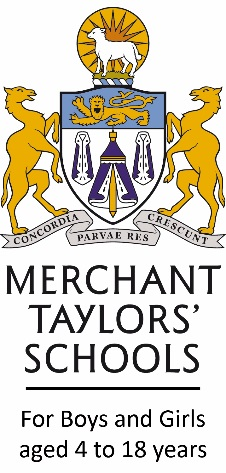 CONCORDIA PARVAE RES CRESCUNT
MERCHANT
TAYLORS'
SCHOOLS
For Boys and Girls
aged 4 to 18 years